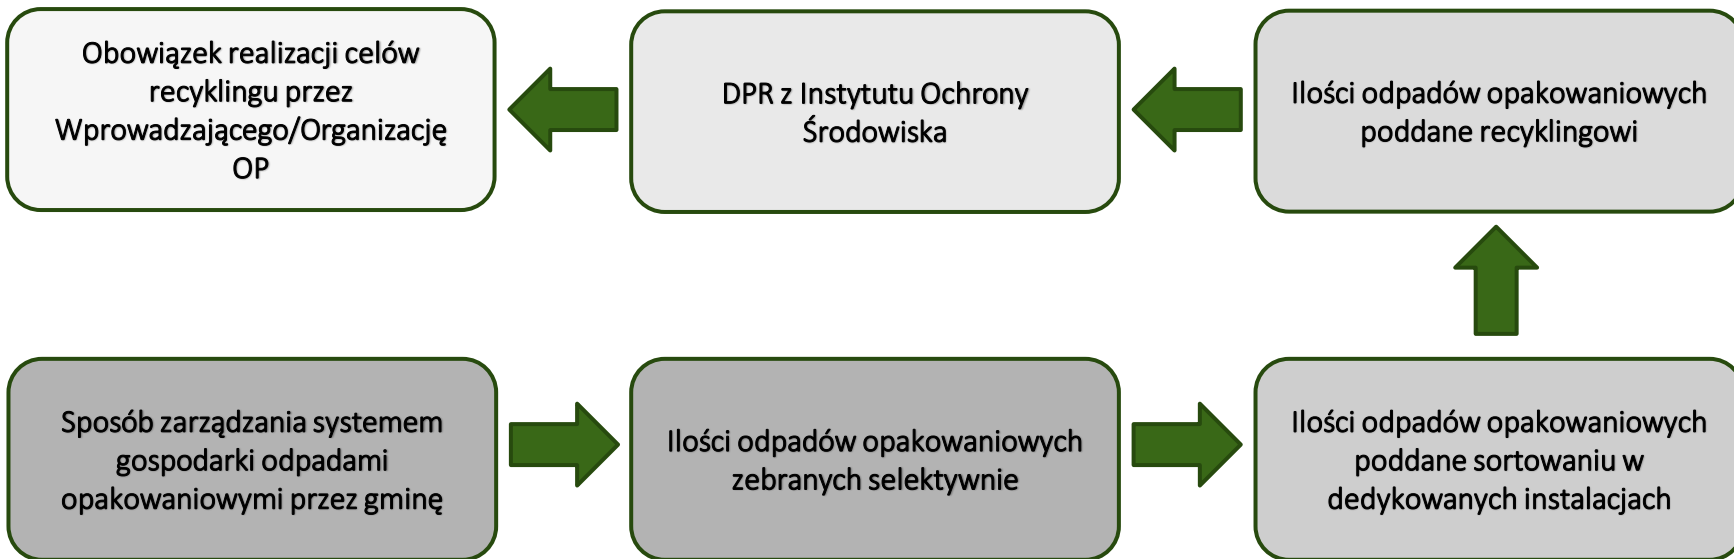 Obowiązek realizacji celów
recyklingu przez
Wprowadzającego/Organizację
OP
DPR z Instytutu Ochrony
Środowiska
Ilości odpadów opakowaniowych
poddane recyklingowi
Sposób zarządzania systemem
gospodarki odpadami
opakowaniowymi przez gminę
Ilości odpadów opakowaniowych
zebranych selektywnie
Ilości odpadów opakowaniowych
poddane sortowaniu w
dedykowanych instalacjach